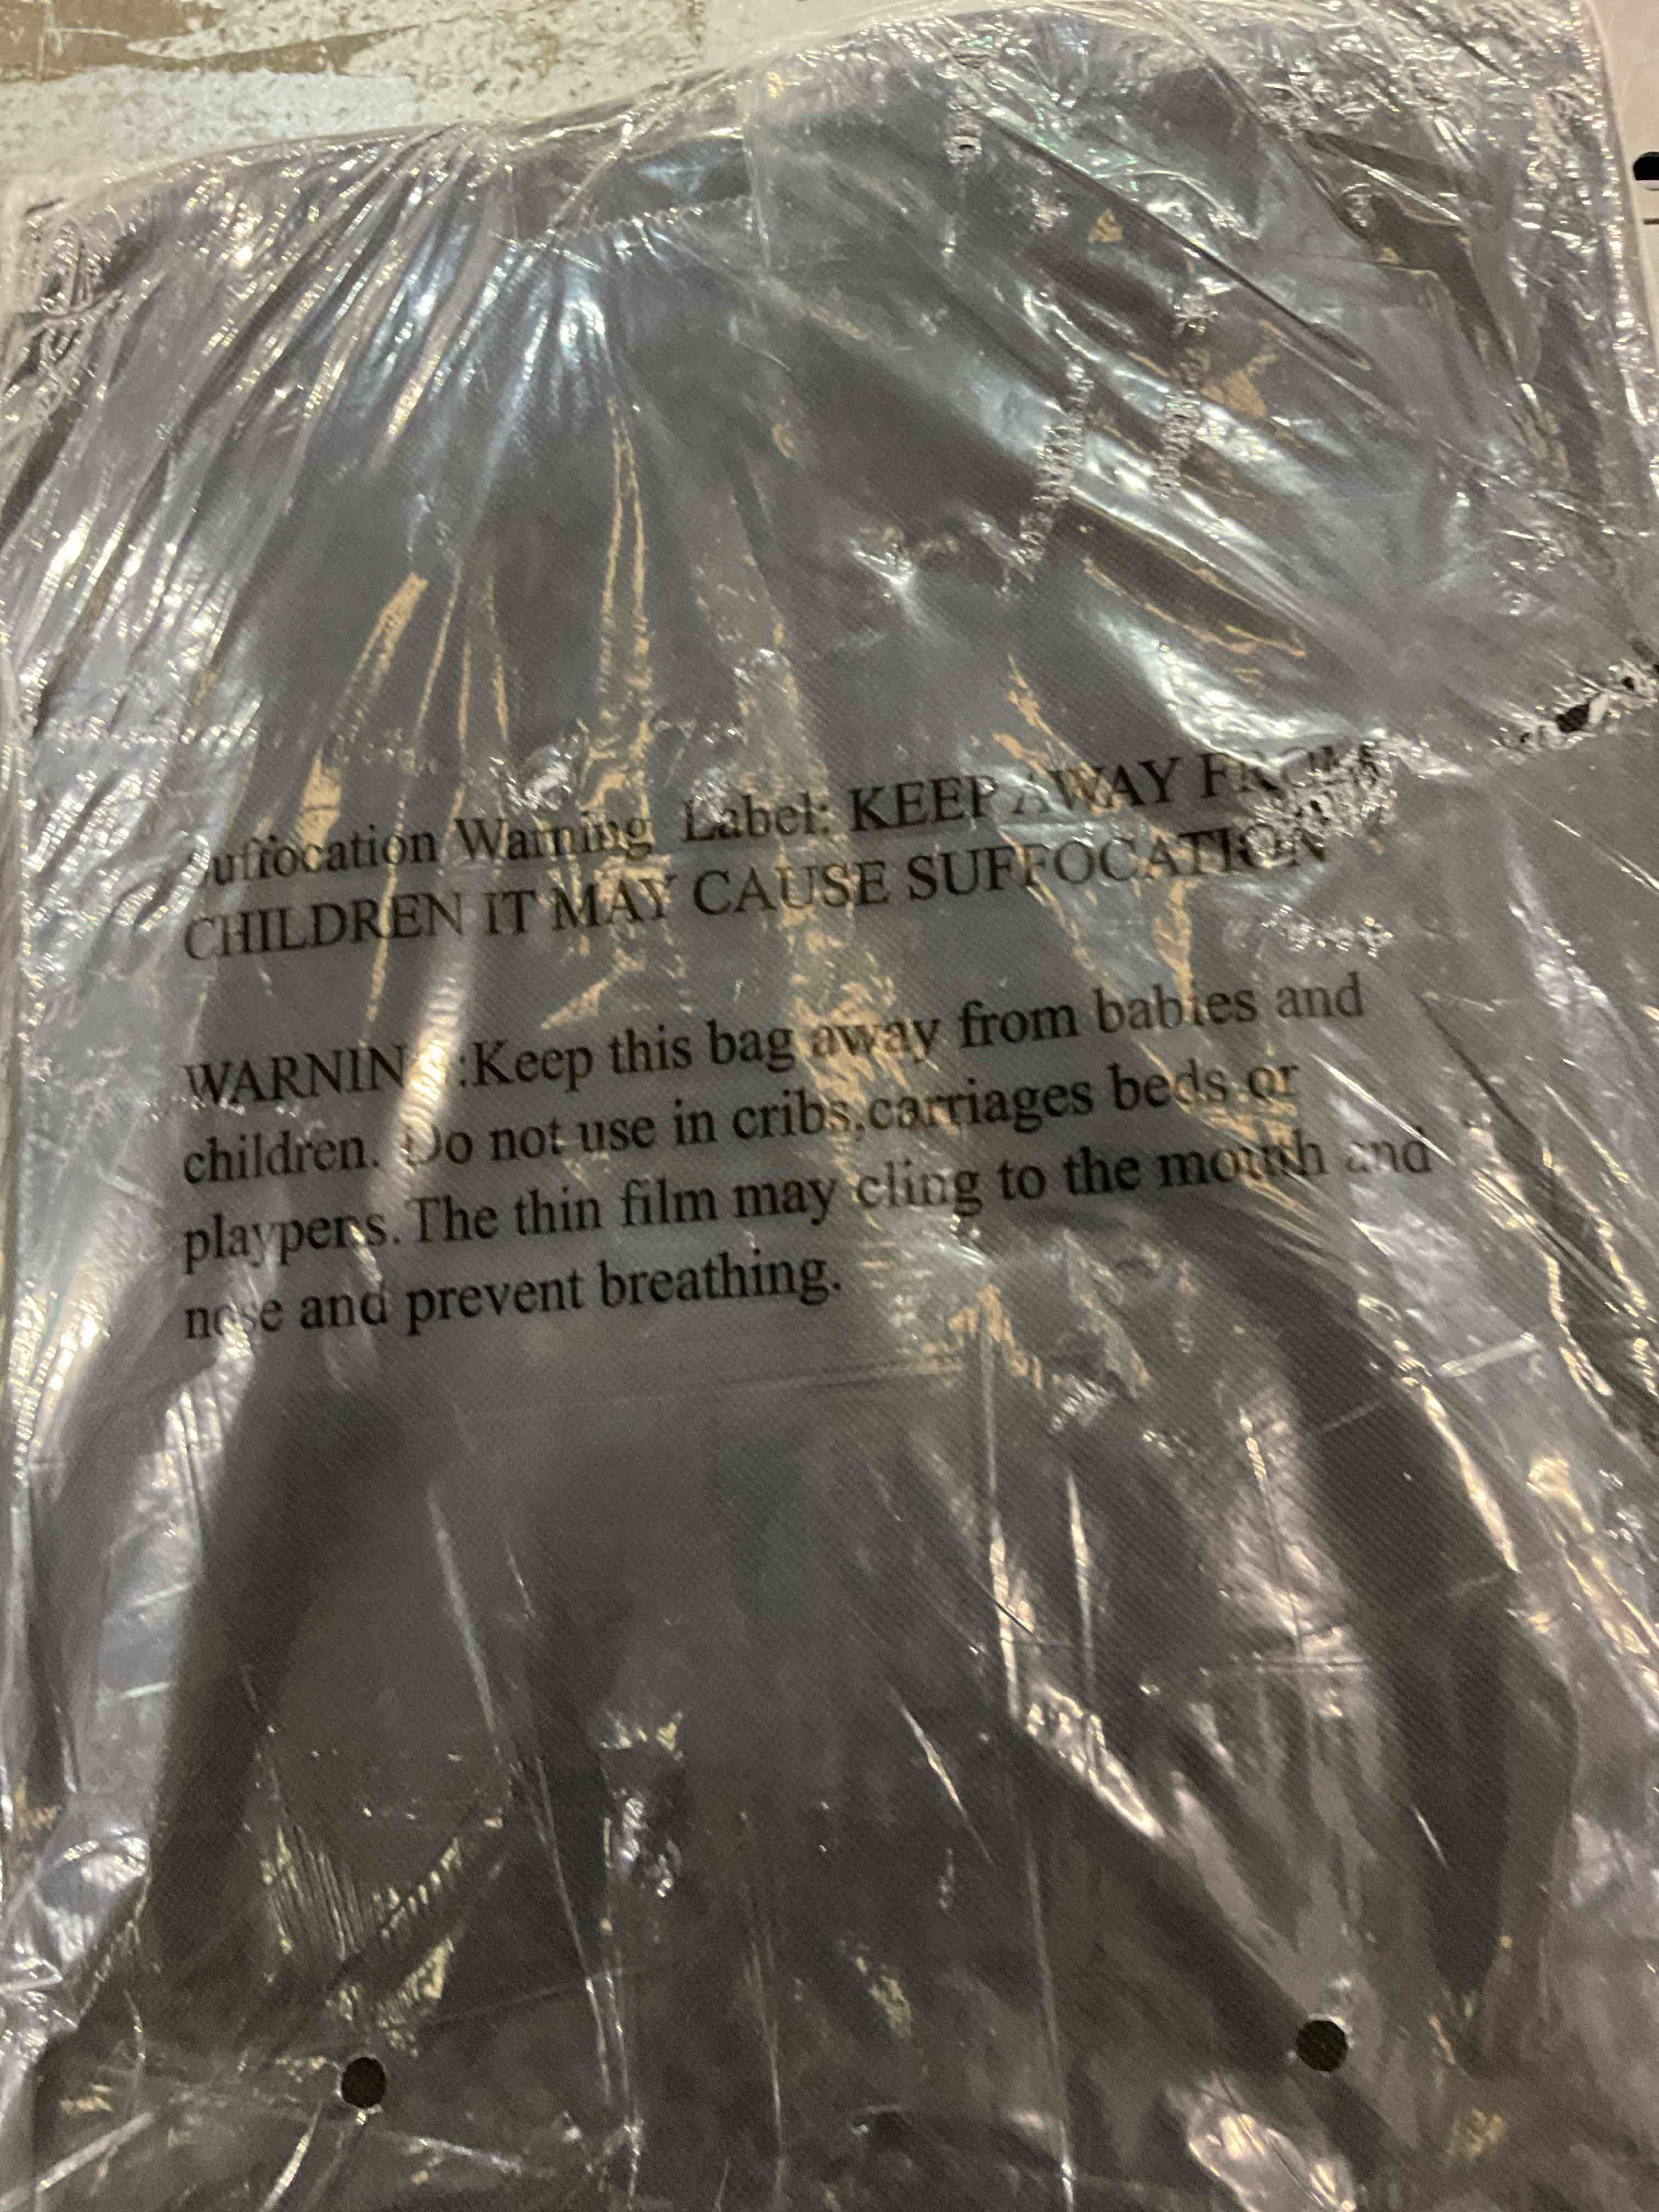 Suffocation Warning Label: KEEP AWAY FROM
CHILDREN IT MAY CAUSE SUFFOCATION
WARNING:Keep this bag away from babies and
children. Do not use in cribs,carriages beds or
playpens. The thin film may cling to the mouth and
nose and prevent breathing.